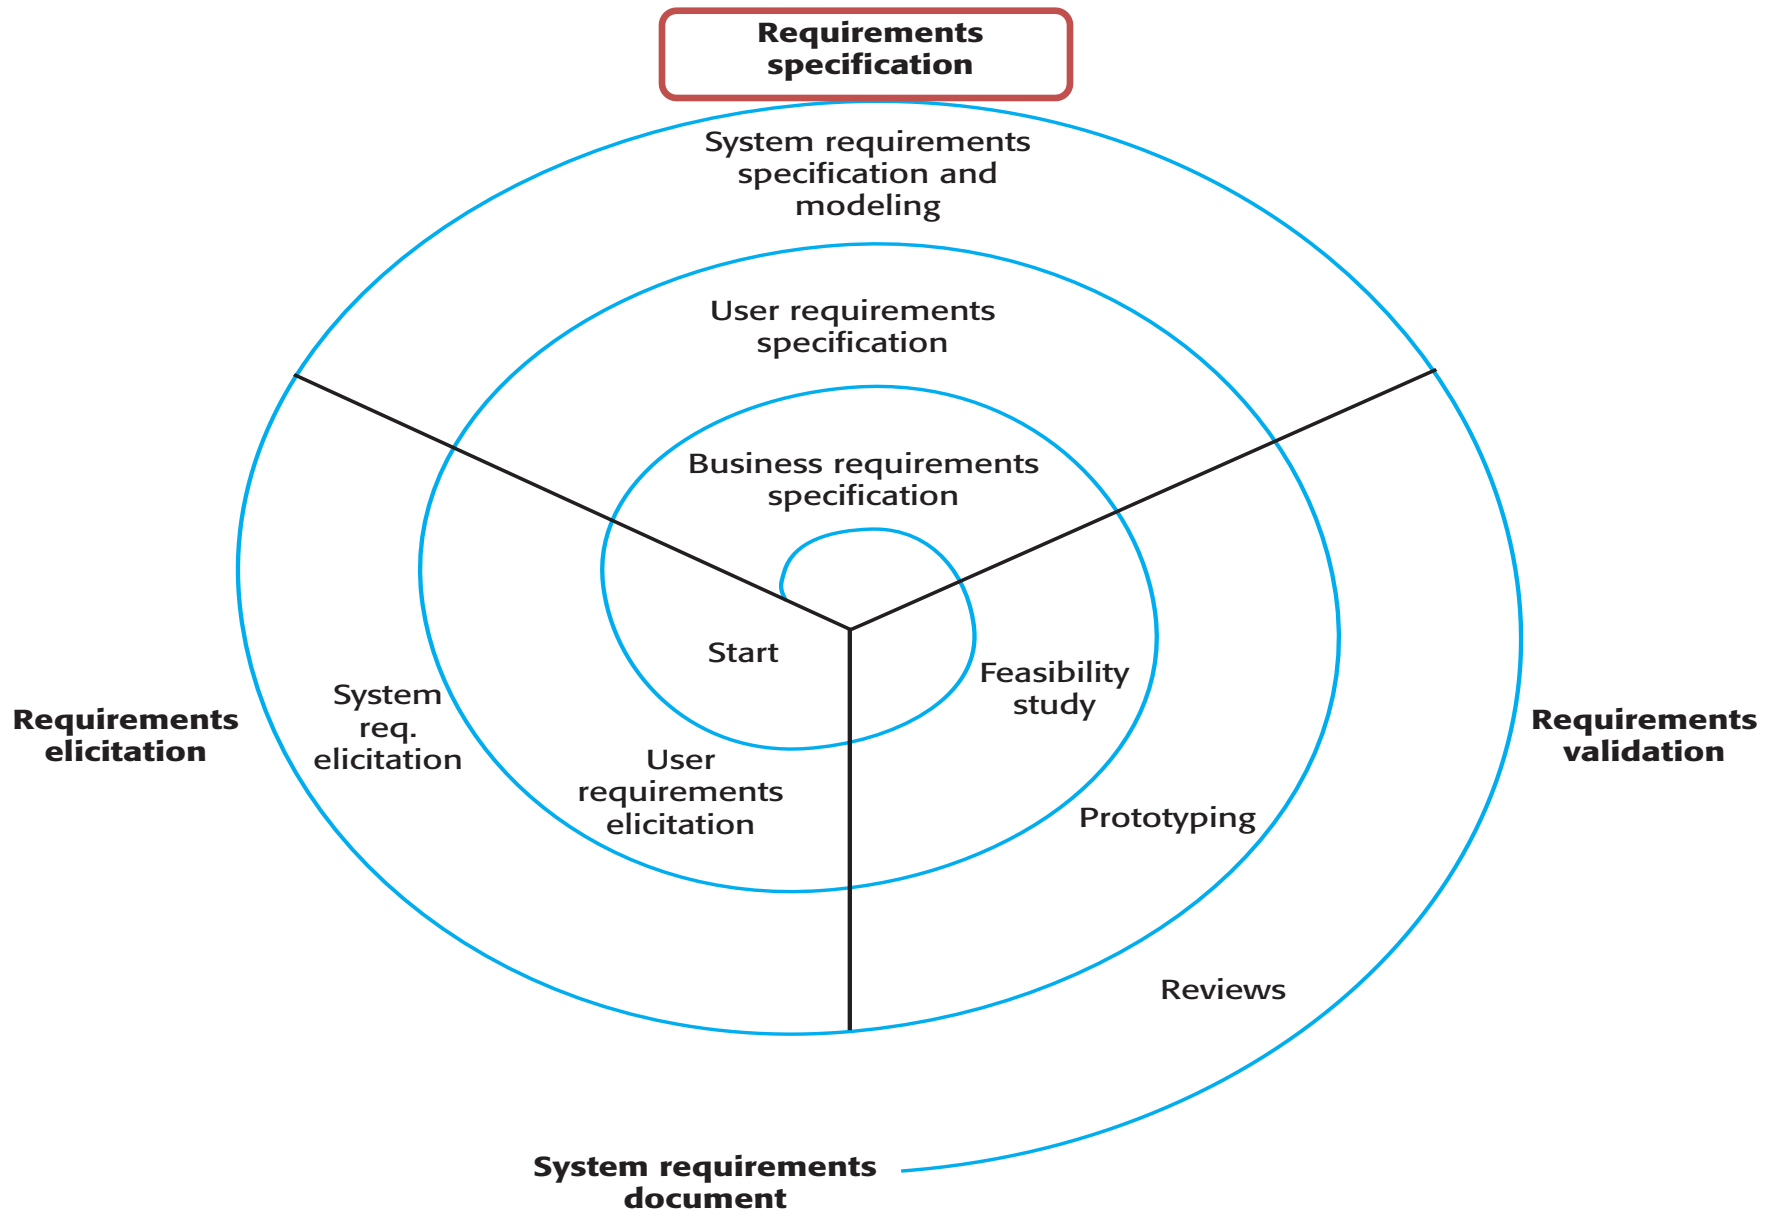 Requirements
specification
System requirements
specification and
modeling
User requirements
specification
Business requirements
specification
Start
Feasibility
study
System
req.
elicitation
Requirements
elicitation
Requirements
validation
User
requirements
elicitation
Prototyping
Reviews
System requirements
document